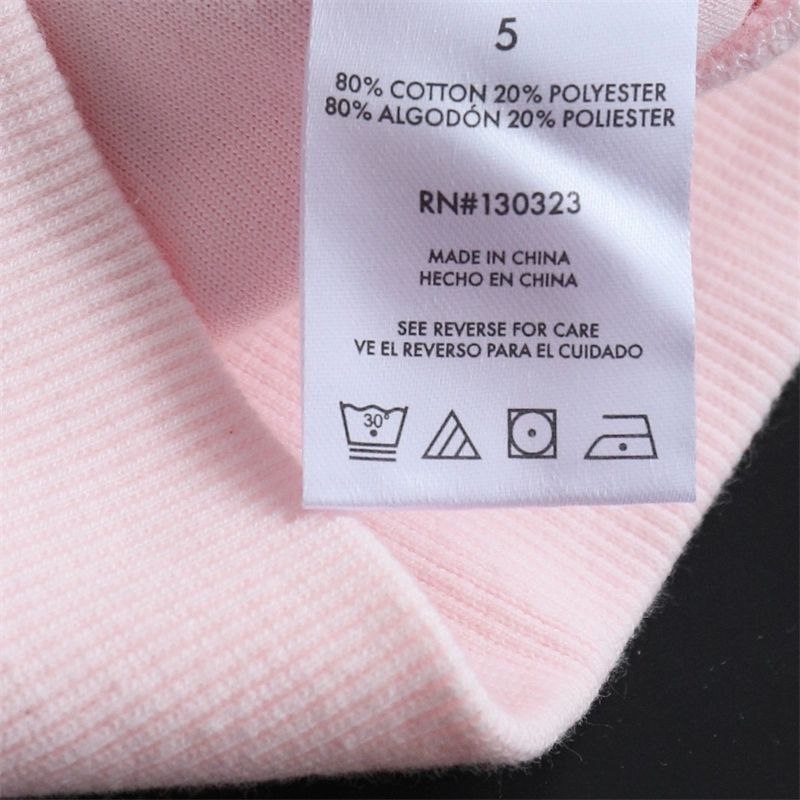 5
80% COTTON 20% POLYESTER
80% ALGODÓN 20% POLIESTER
RN#130323
MADE IN CHINA
HECHO EN CHINA
SEE REVERSE FOR CARE
VE EL REVERSO PARA EL CUIDADO
30°